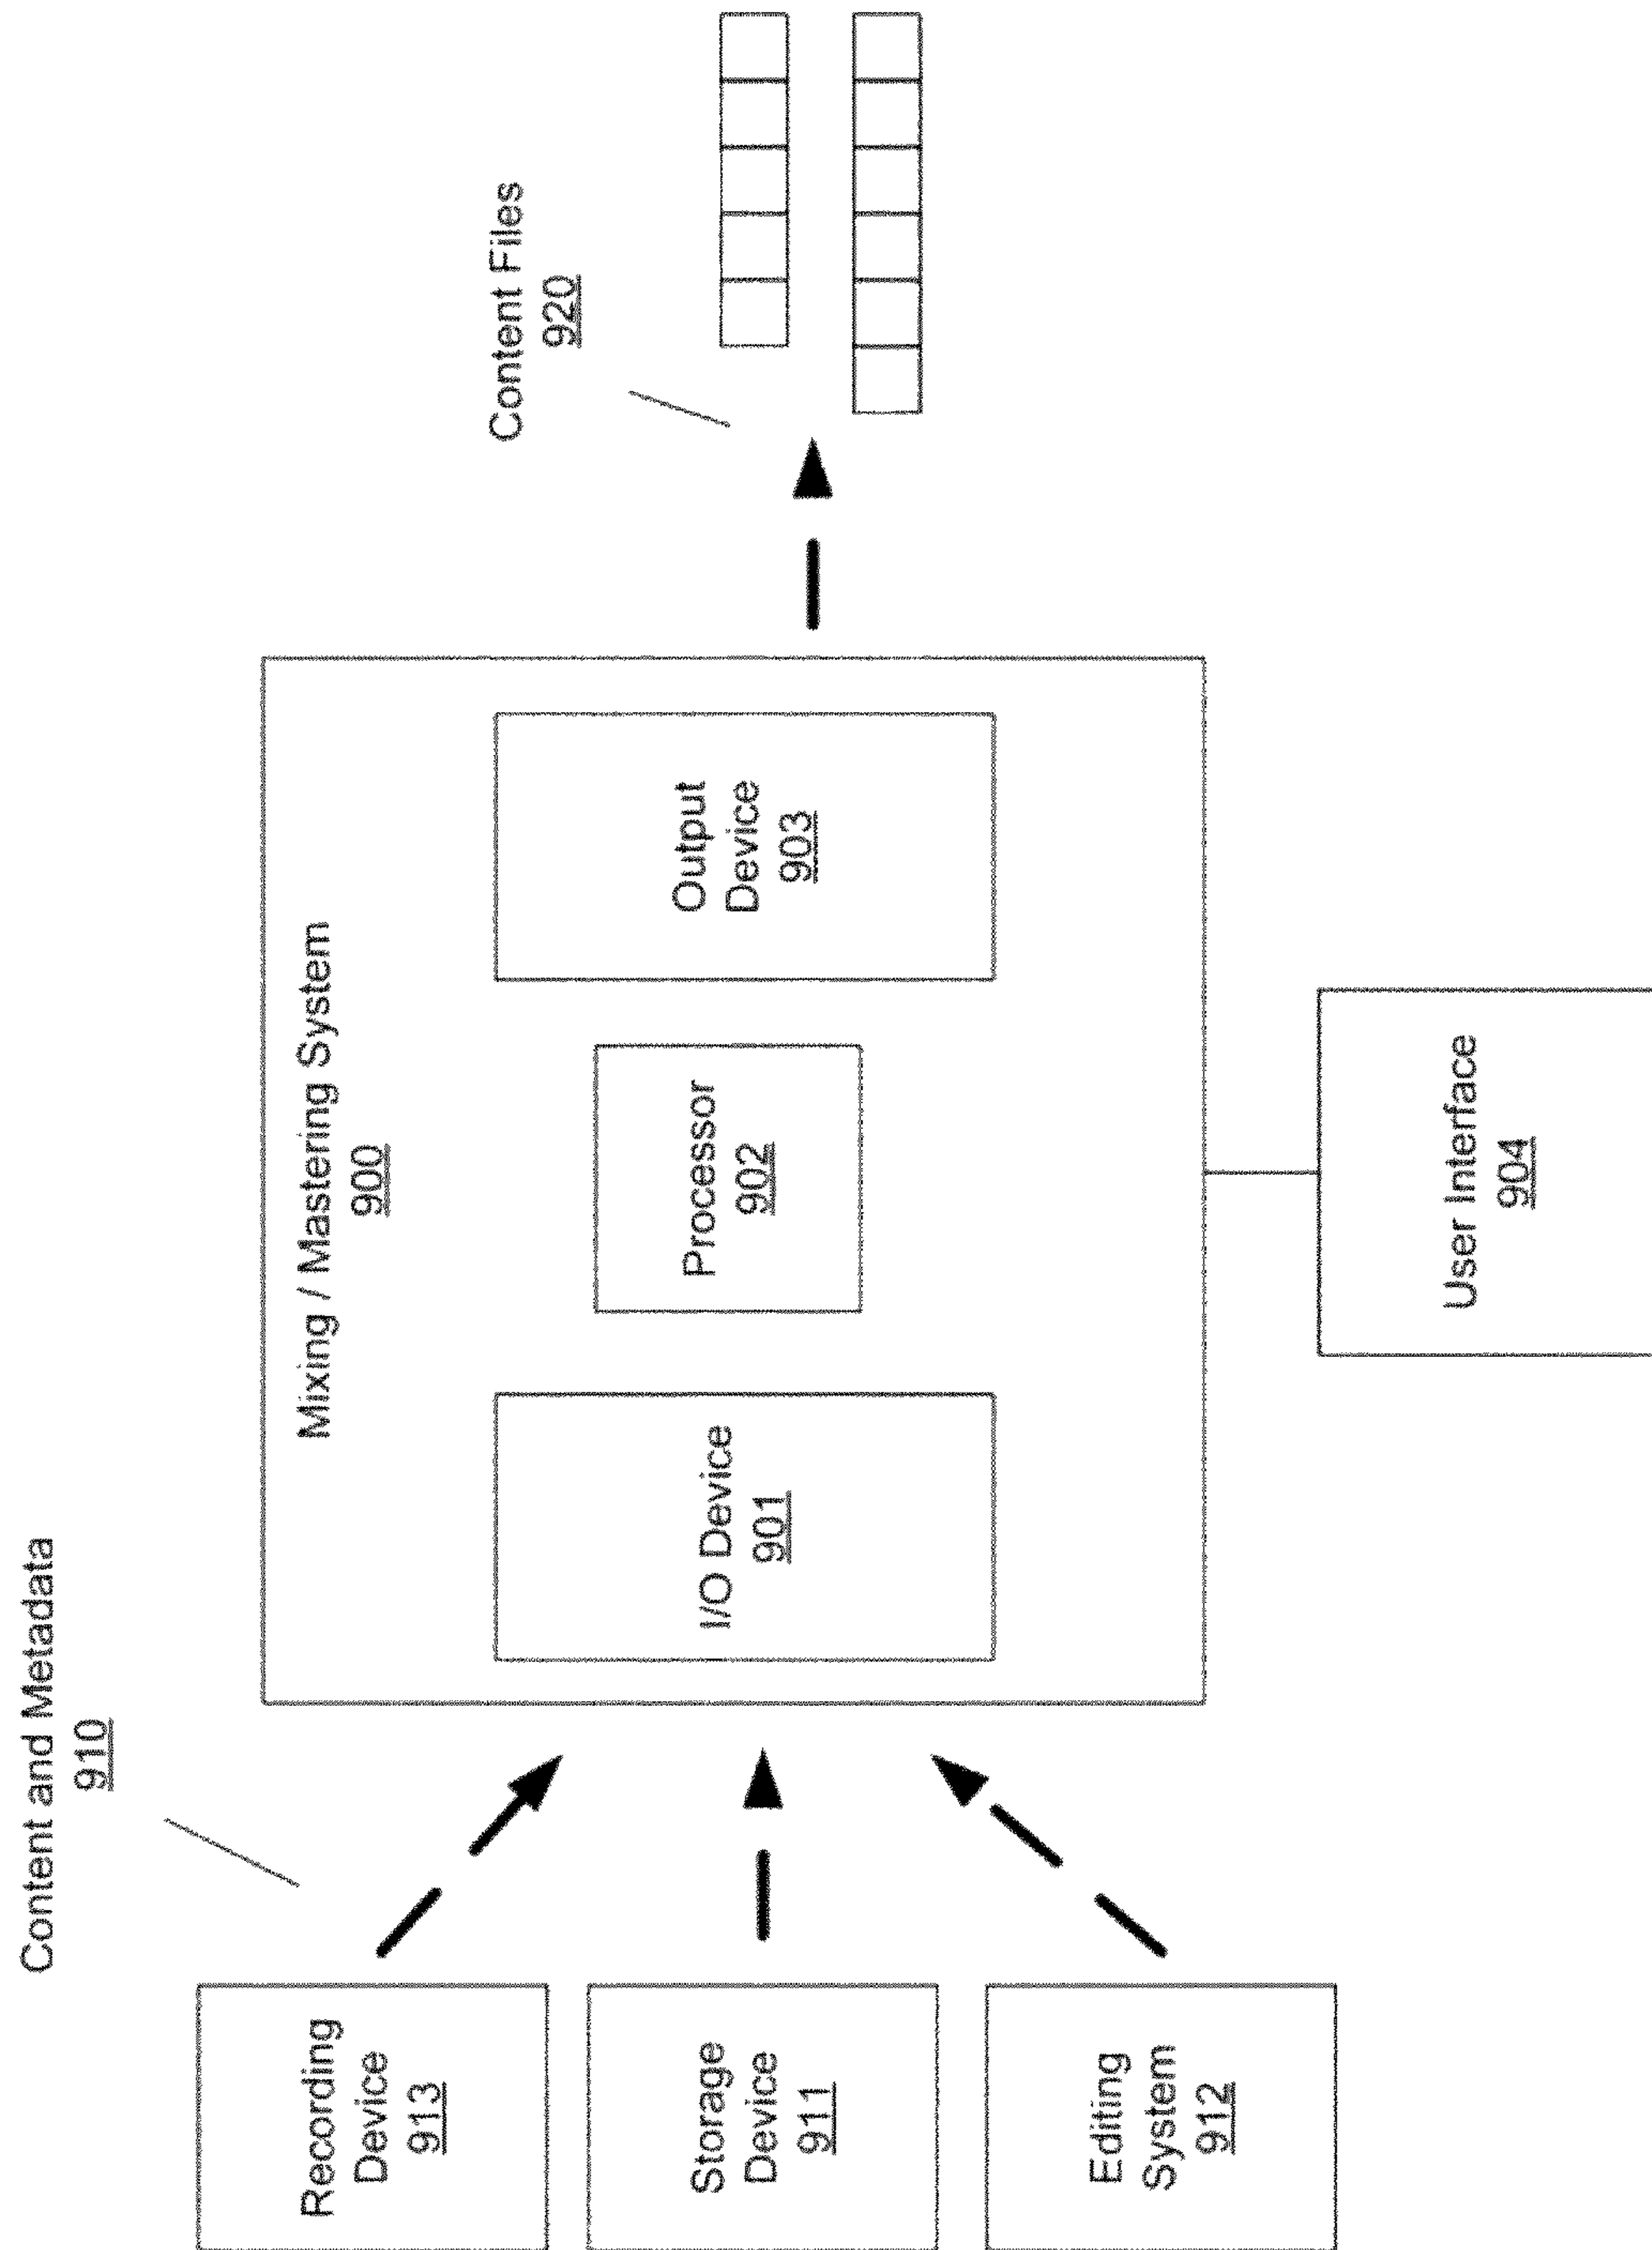 Content and Metadata
910
Recording
Device
913
Storage
Device
911
Editing
System
912
Mixing / Mastering System
900
I/O Device
901
Processor
902
Output
Device
903
User Interface
904
Content Files
920